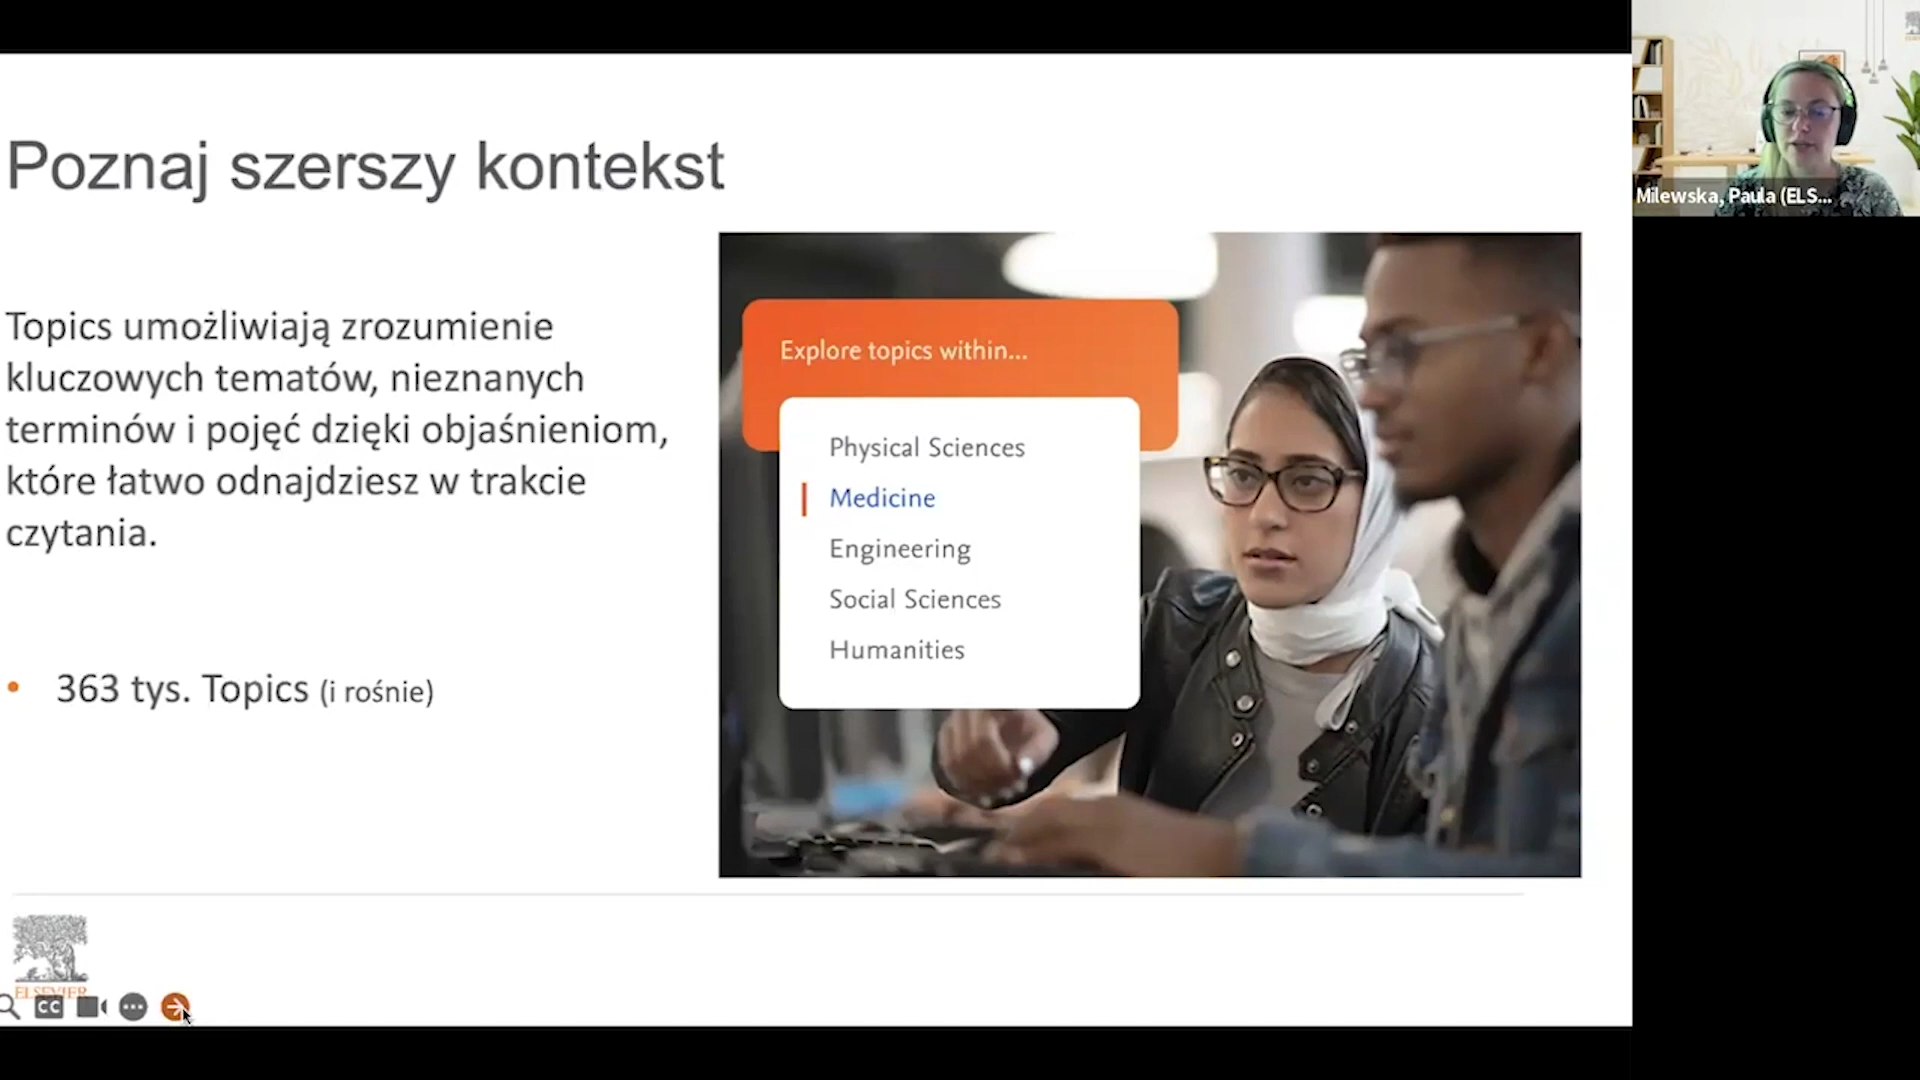 Poznaj szerszy kontekst
Topics umożliwiają zrozumienie
kluczowych tematów, nieznanych
terminów i pojęć dzięki objaśnieniom,
które łatwo odnajdziesz w trakcie
czytania.
• 363 tys. Topics (i rośnie)
Explore topics within...
Physical Sciences
Medicine
Engineering
Social Sciences
Humanities
ELSEVIER
CC
Milewska, Paula (ELS...